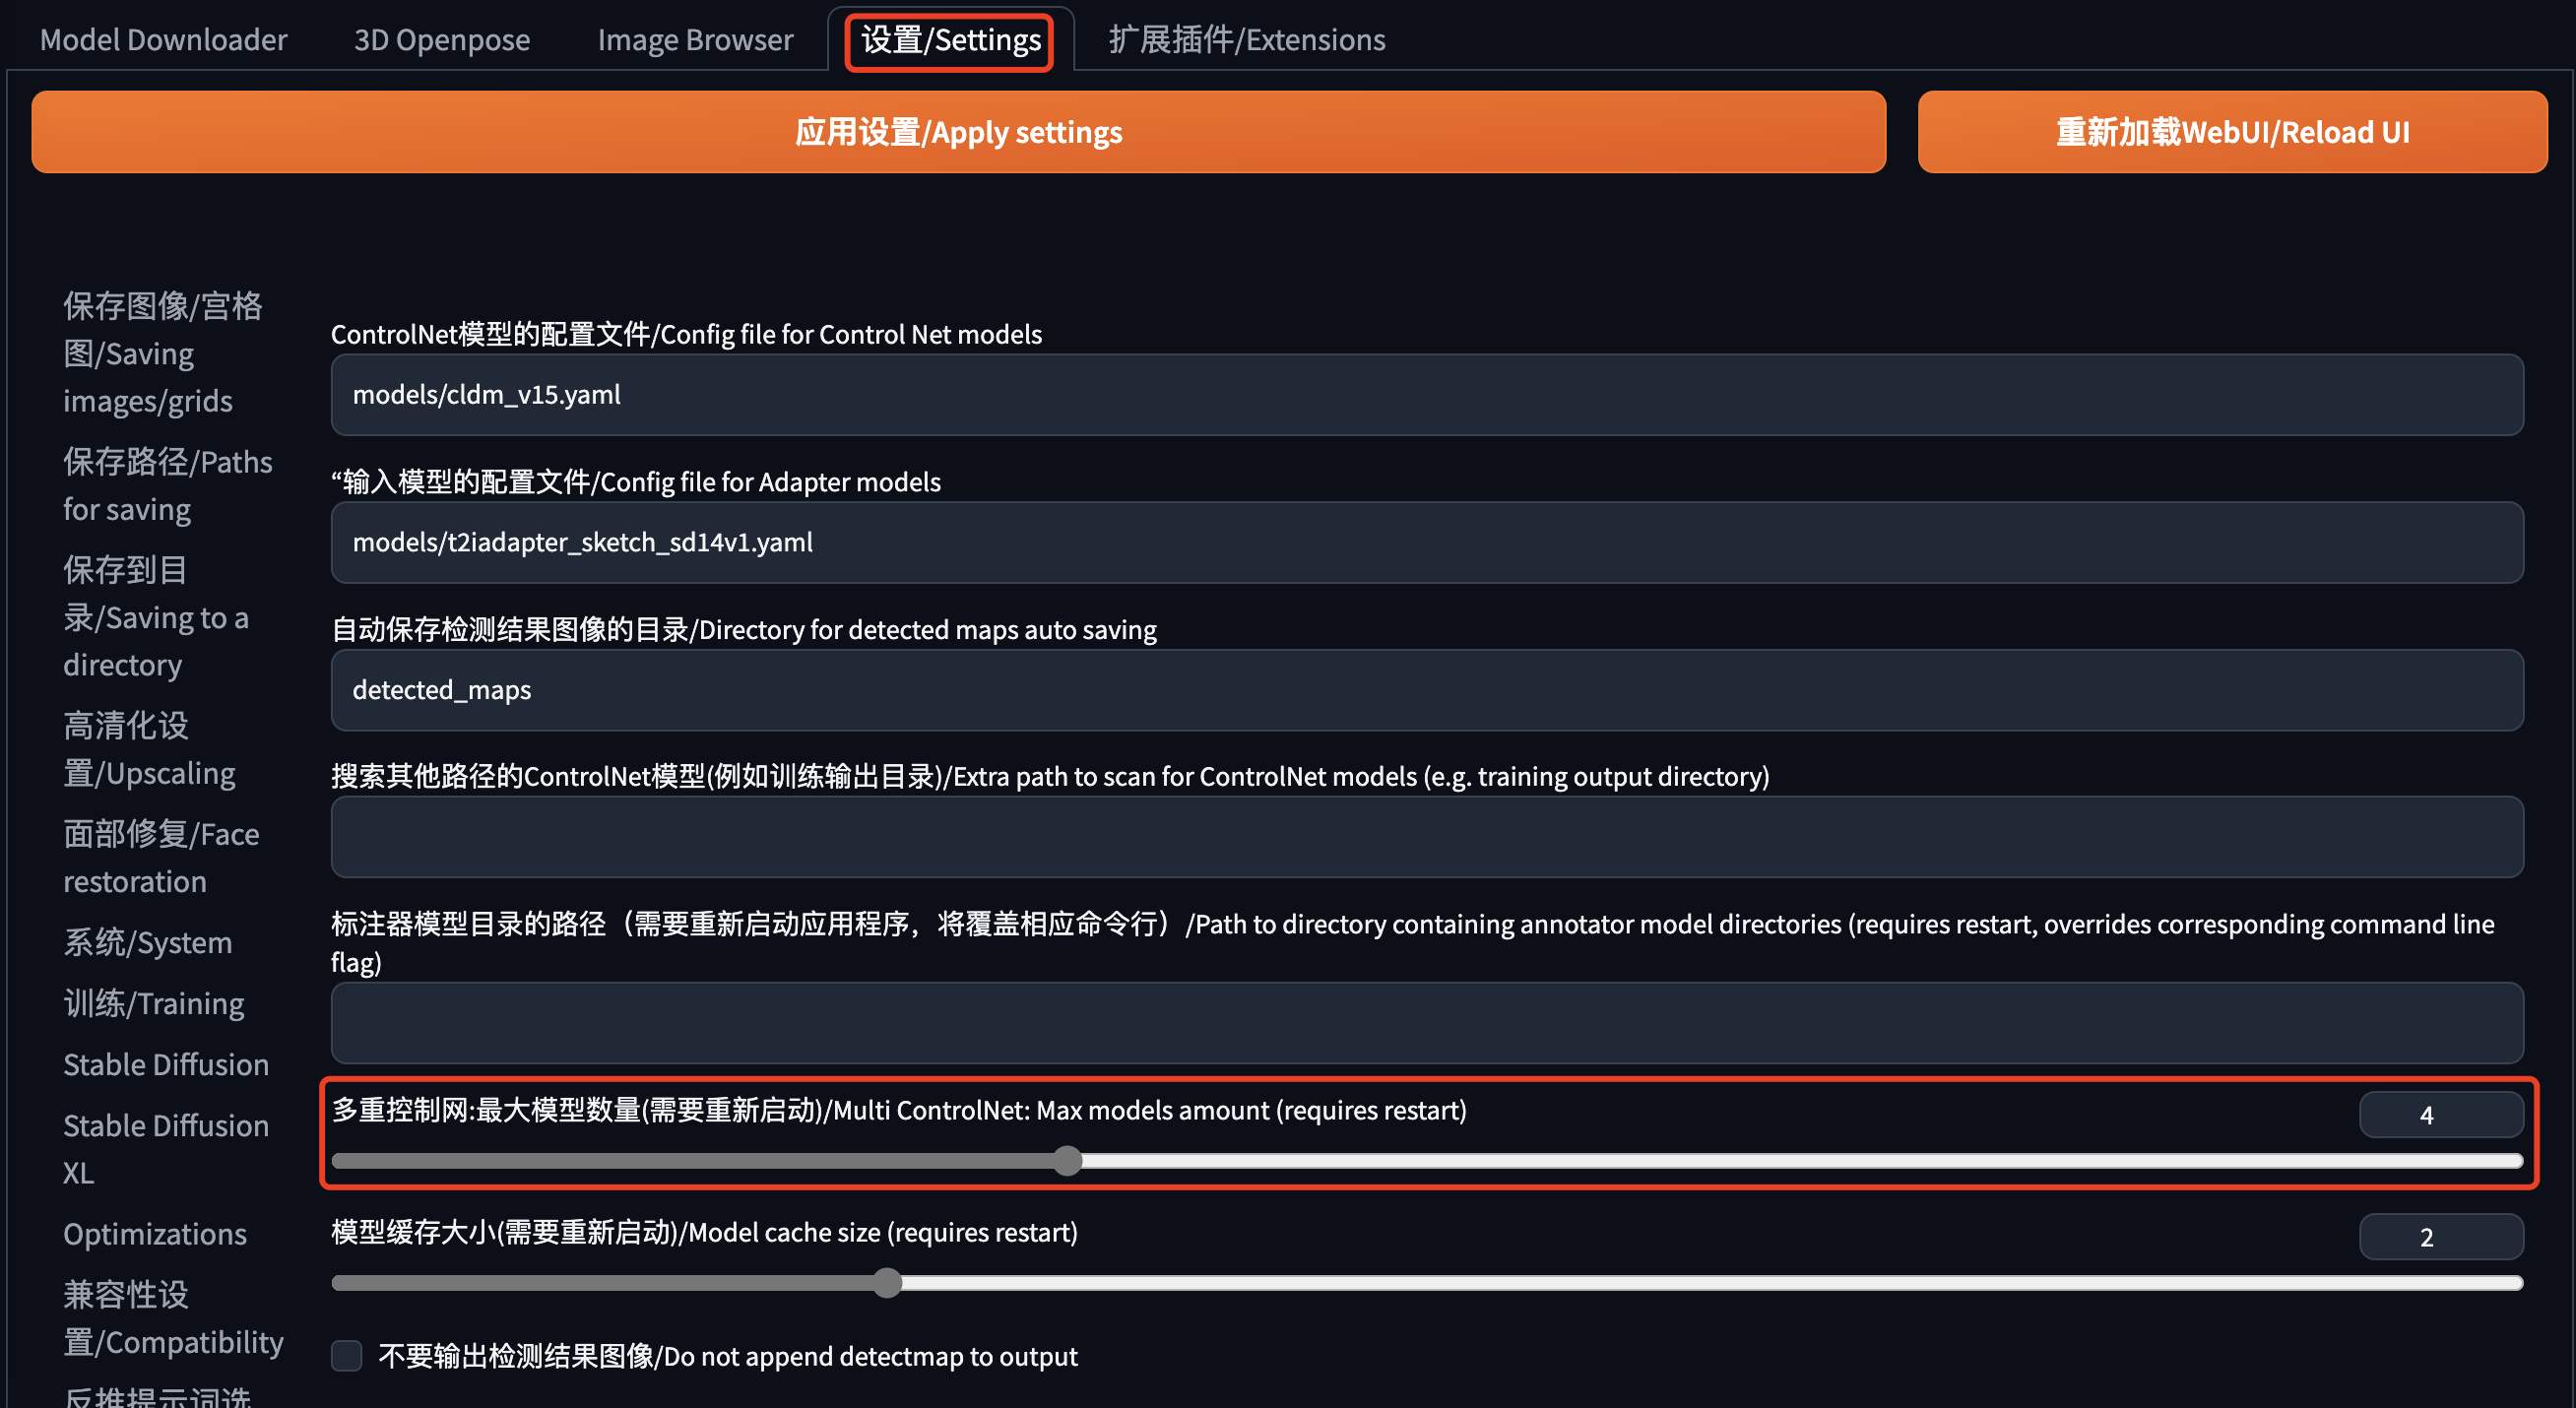 Model Downloader
3D Openpose
Image Browser
设置/Settings
扩展插件/Extensions
应用设置/Apply settings
重新加载WebUI/Reload UI
保存图像/宫格
图/Saving
images/grids
保存路径/Paths
for saving
保存到目
录/Saving to a
directory
高清化设
置/Upscaling
面部修复/Face
restoration
系统/System
训练/Training
Stable Diffusion
Stable Diffusion
XL
Optimizations
兼容性设
置/Compatibility
反推提示词选
ControlNet模型的配置文件/Config file for Control Net models
models/cldm_v15.yaml
“输入模型的配置文件/Config file for Adapter models
models/t2iadapter_sketch_sd14v1.yaml
自动保存检测结果图像的目录/Directory for detected maps auto saving
detected_maps
搜索其他路径的ControlNet模型(例如训练输出目录)/Extra path to scan for ControlNet models (e.g. training output directory)
标注器模型目录的路径（需要重新启动应用程序，将覆盖相应命令行）/Path to directory containing annotator model directories (requires restart, overrides corresponding command line
flag)
多重控制网:最大模型数量(需要重新启动)/Multi ControlNet: Max models amount (requires restart)
4
模型缓存大小(需要重新启动)/Model cache size (requires restart)
2
不要输出检测结果图像/Do not append detectmap to output